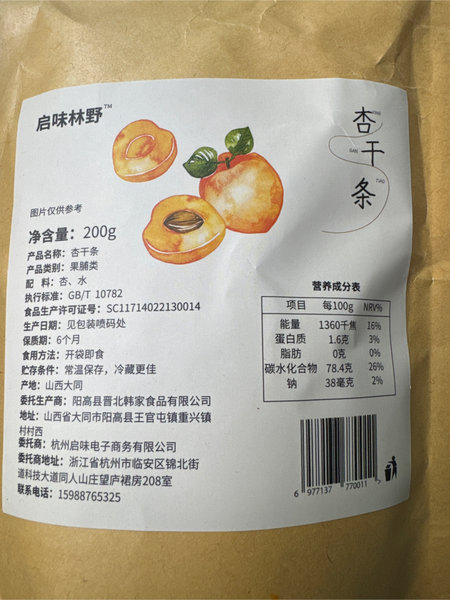 启味林野™
杏干条
XING
GAN
TIAO
图片仅供参考
净含量：200g
产品名称：杏干条
产品类别：果脯类
配　料：杏、水
执行标准：GB/T 10782
食品生产许可证号：SC11714022130014
生产日期：见包装喷码处
保质期：6个月
食用方法：开袋即食
贮存条件：常温保存，冷藏更佳
产地：山西大同
委托生产商：阳高县晋北韩家食品有限公司
地址：山西省大同市阳高县王官屯镇重兴镇
村村西
委托商：杭州启味电子商务有限公司
委托商地址：浙江省杭州市临安区锦北街
道科技大道同人山庄望庐裙房208室
联系电话：15988765325
营养成分表
项目 每100g NRV%
能量 1360千焦 16%
蛋白质 1.6克 3%
脂肪 0克 0%
碳水化合物 78.4克 26%
钠 38毫克 2%
6 977137 770011